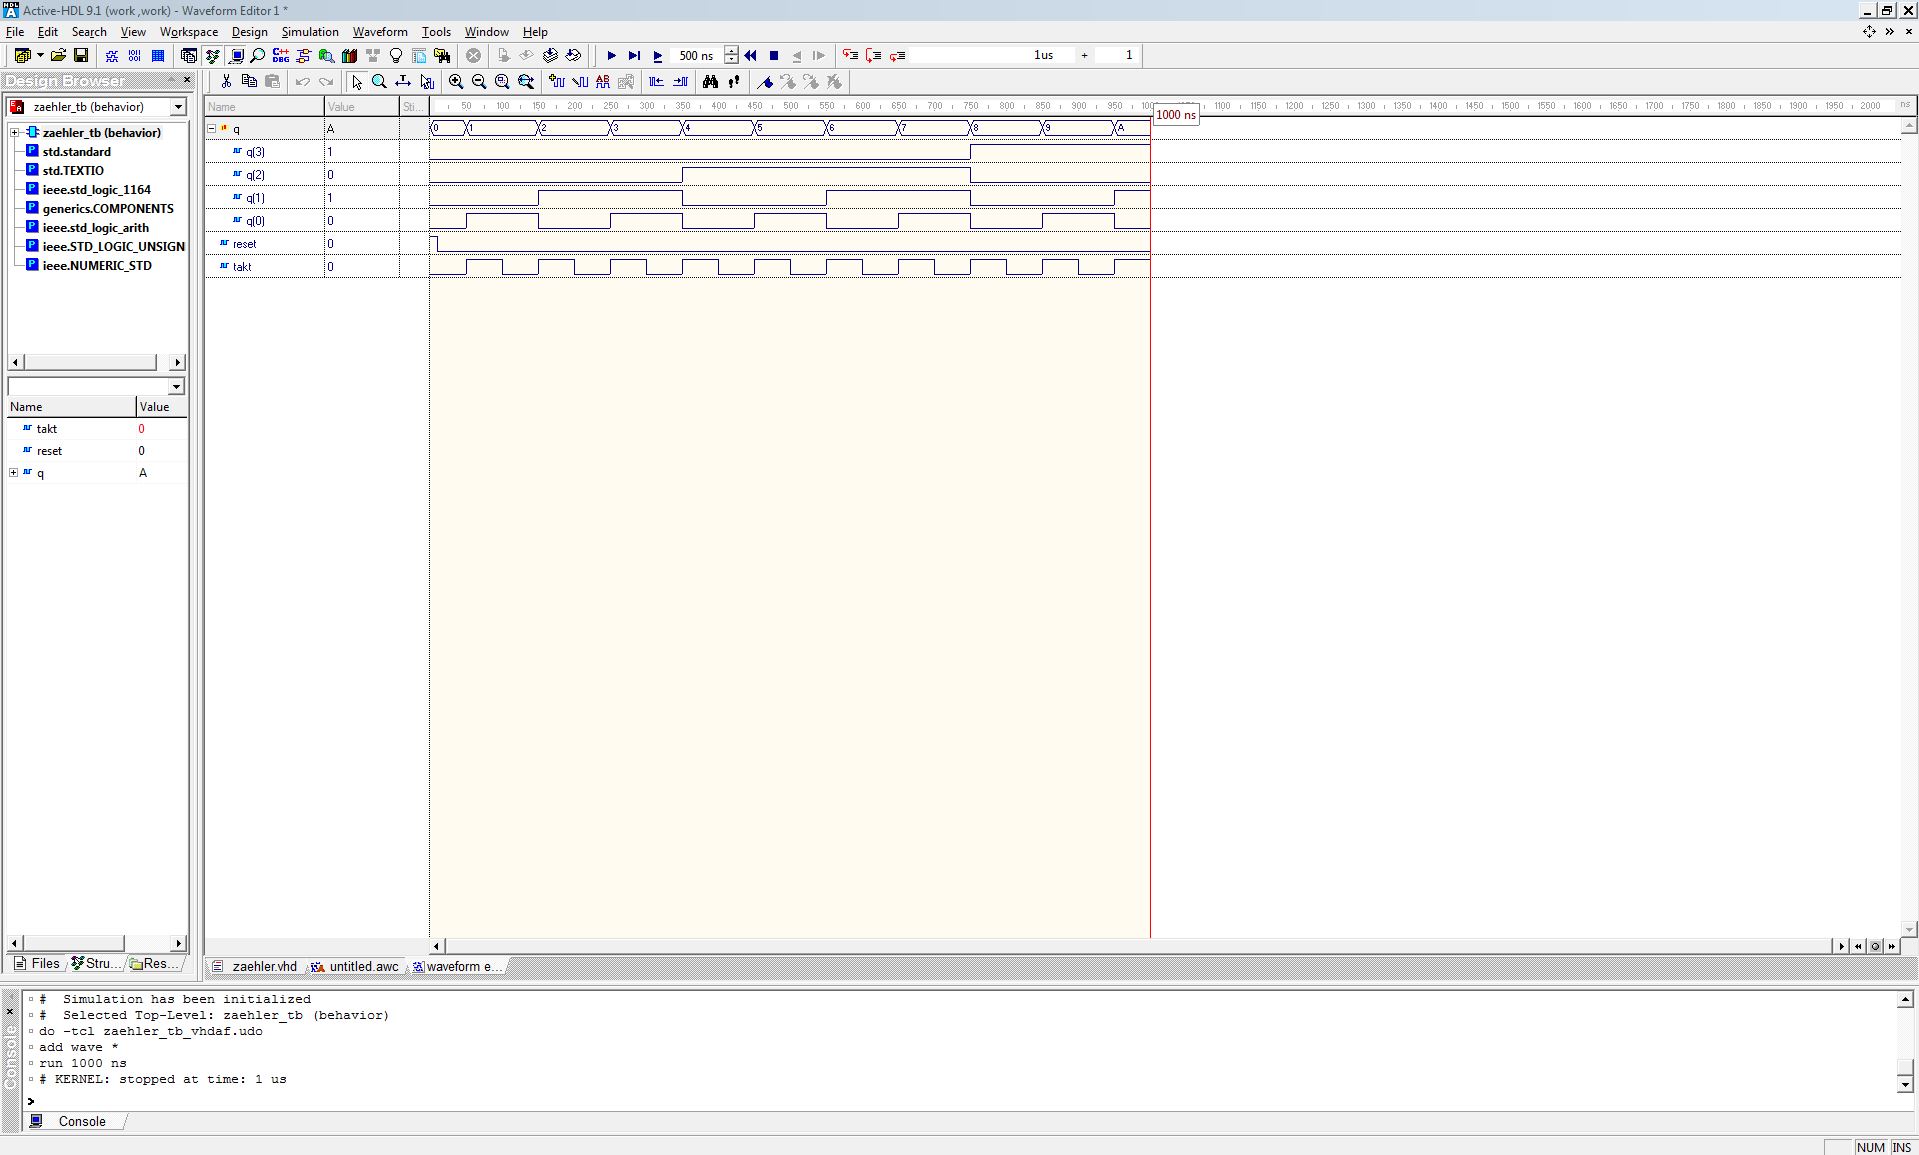 Active-HDL 9.1 (work ,work) - Waveform Editor 1 *
File Edit Search View Workspace Design Simulation Waveform Tools Window Help
500 ns 1us + 1
Design Browser
zaehler_tb (behavior)
zaehler_tb (behavior)
std.standard
std.TEXTIO
ieee.std_logic_1164
generics.COMPONENTS
ieee.std_logic_arith
ieee.STD_LOGIC_UNSIGN
ieee.NUMERIC_STD
Name Value
takt 0
reset 0
q A
Files Stru... Res...
Name Value Sti... 50 100 150 200 250 300 350 400 450 500 550 600 650 700 750 800 850 900 950 1000 1100 1150 1200 1250 1300 1350 1400 1450 1500 1550 1600 1650 1700 1750 1800 1850 1900 1950 2000 ns
1000 ns
q A 0 1 2 3 4 5 6 7 8 9 A
q(3) 1
q(2) 0
q(1) 1
q(0) 0
reset 0
takt 0
zaehler.vhd untitled.awc waveform e...
# Simulation has been initialized
# Selected Top-Level: zaehler_tb (behavior)
do -tcl zaehler_tb_vhdaf.udo
add wave *
run 1000 ns
# KERNEL: stopped at time: 1 us
>
Console
Console
NUM INS